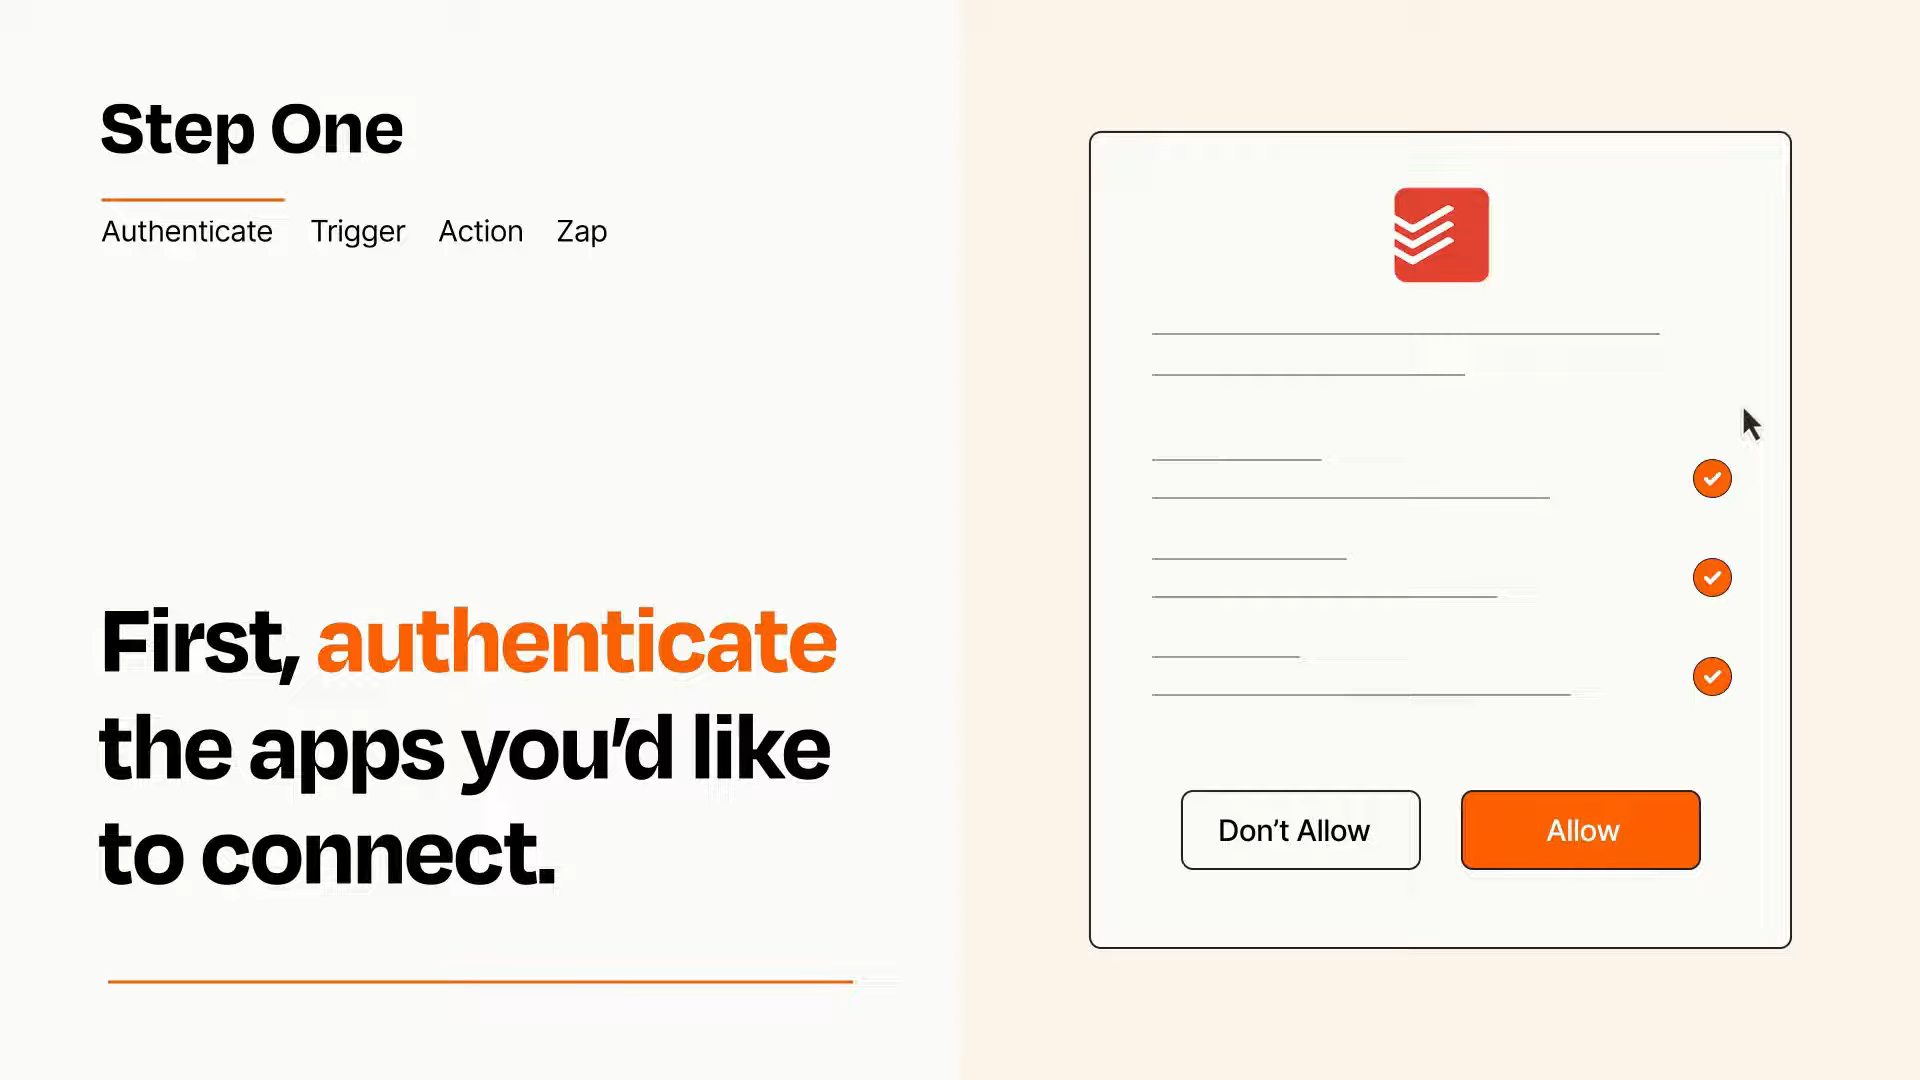 Step One
Authenticate Trigger Action Zap
First, authenticate
the apps you’d like
to connect.
Don’t Allow Allow